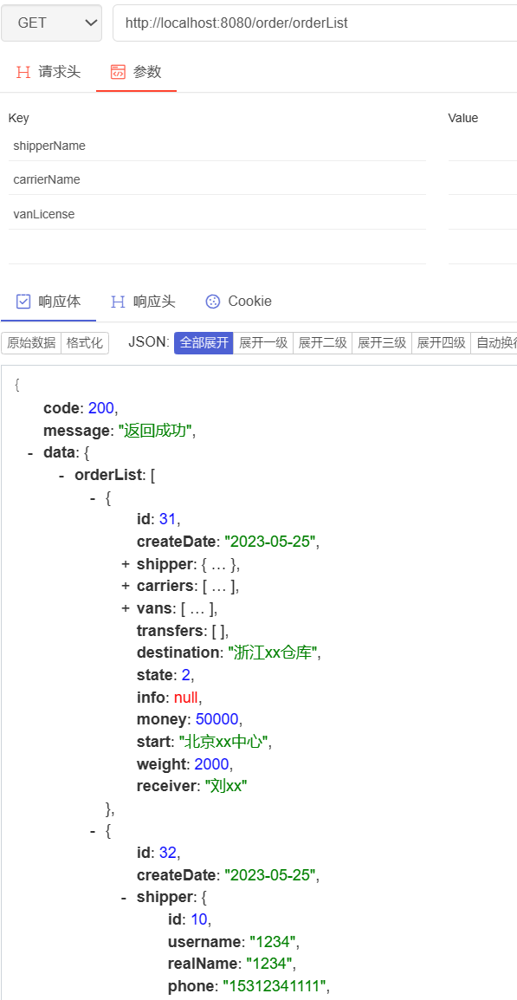 GET http://localhost:8080/order/orderList
请求头 参数
Key Value
shipperName
carrierName
vanLicense
响应体 响应头 Cookie
原始数据 格式化 JSON: 全部展开 展开一级 展开二级 展开三级 展开四级 自动换行
{
code: 200,
message: "返回成功",
- data: {
- orderList: [
- {
id: 31,
createDate: "2023-05-25",
+ shipper: { … },
+ carriers: [ … ],
+ vans: [ … ],
transfers: [ ],
destination: "浙江xx仓库",
state: 2,
info: null,
money: 50000,
start: "北京xx中心",
weight: 2000,
receiver: "刘xx"
},
- {
id: 32,
createDate: "2023-05-25",
- shipper: {
id: 10,
username: "1234",
realName: "1234",
phone: "15312341111",